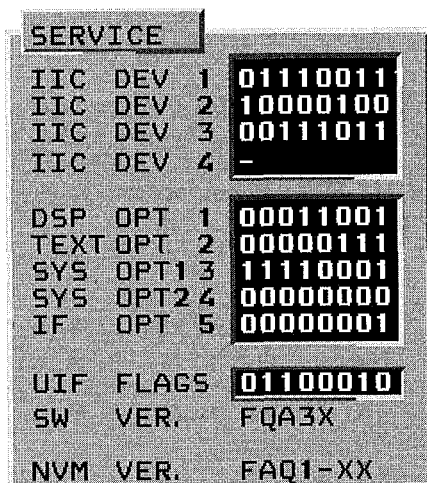 SERVICE
IIC DEV 1 011100111
IIC DEV 2 10000100
IIC DEV 3 00111011
IIC DEV 4 –
DSP OPT 1 00011001
TEXT OPT 2 00000111
SYS OPT1 3 11110001
SYS OPT2 4 00000000
IF OPT 5 00000001
UIF FLAGS 01100010
SW VER. FQA3X
NVM VER. FAQ1-XX